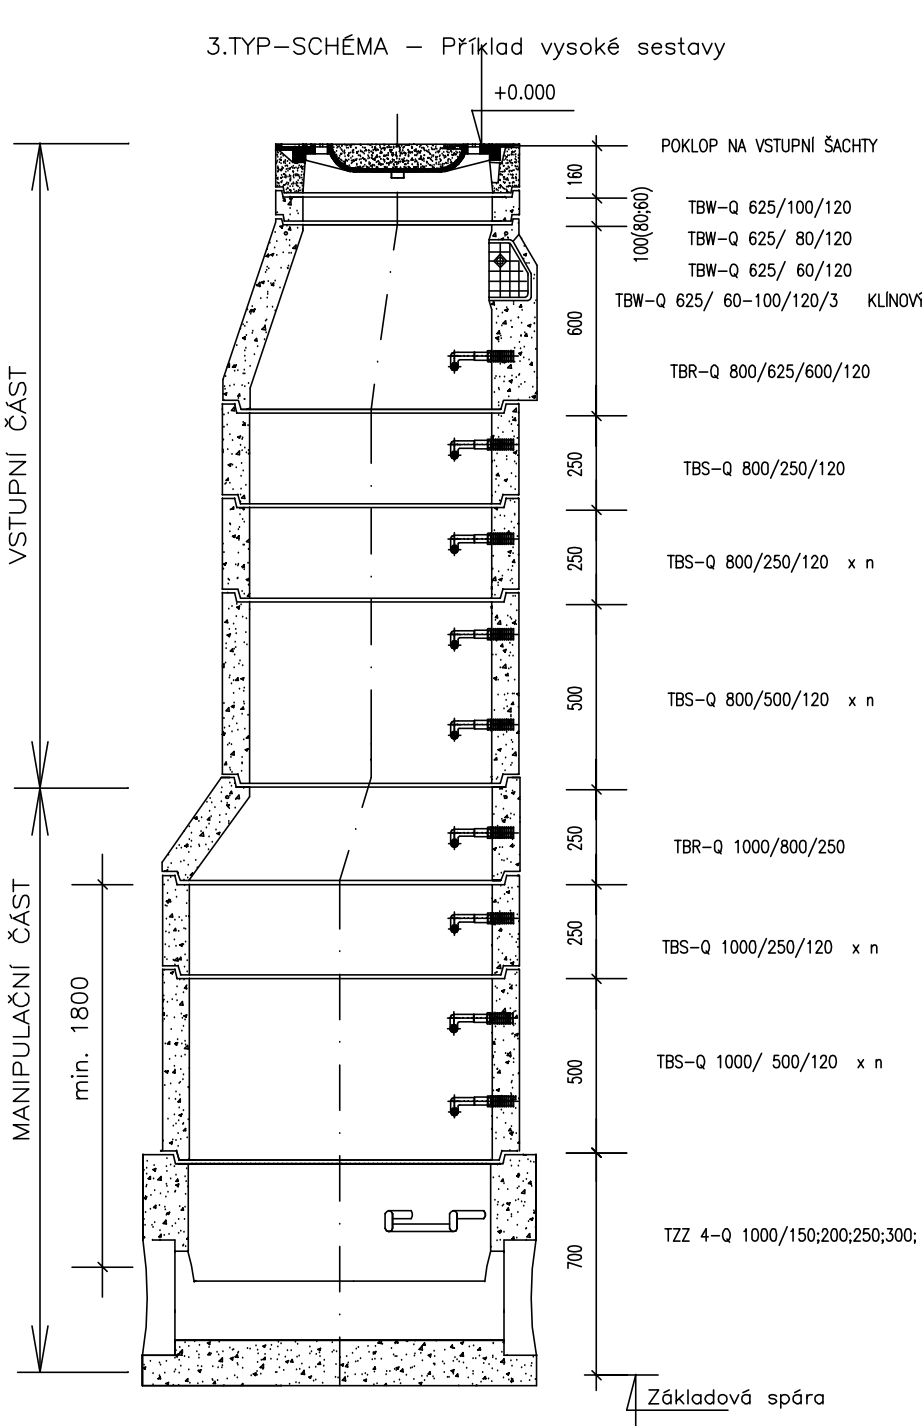 3.TYP-SCHÉMA - Příklad vysoké sestavy
+0.000
POKLOP NA VSTUPNÍ ŠACHTY
160
100(80;60)
TBW-Q 625/100/120
TBW-Q 625/ 80/120
TBW-Q 625/ 60/120
TBW-Q 625/ 60-100/120/3 KLÍNOVÝ
600
TBR-Q 800/625/600/120
VSTUPNÍ ČÁST
250
TBS-Q 800/250/120
250
TBS-Q 800/250/120 x n
500
TBS-Q 800/500/120 x n
250
TBR-Q 1000/800/250
MANIPULAČNÍ ČÁST
min. 1800
250
TBS-Q 1000/250/120 x n
500
TBS-Q 1000/ 500/120 x n
700
TZZ 4-Q 1000/150;200;250;300;
Základová spára